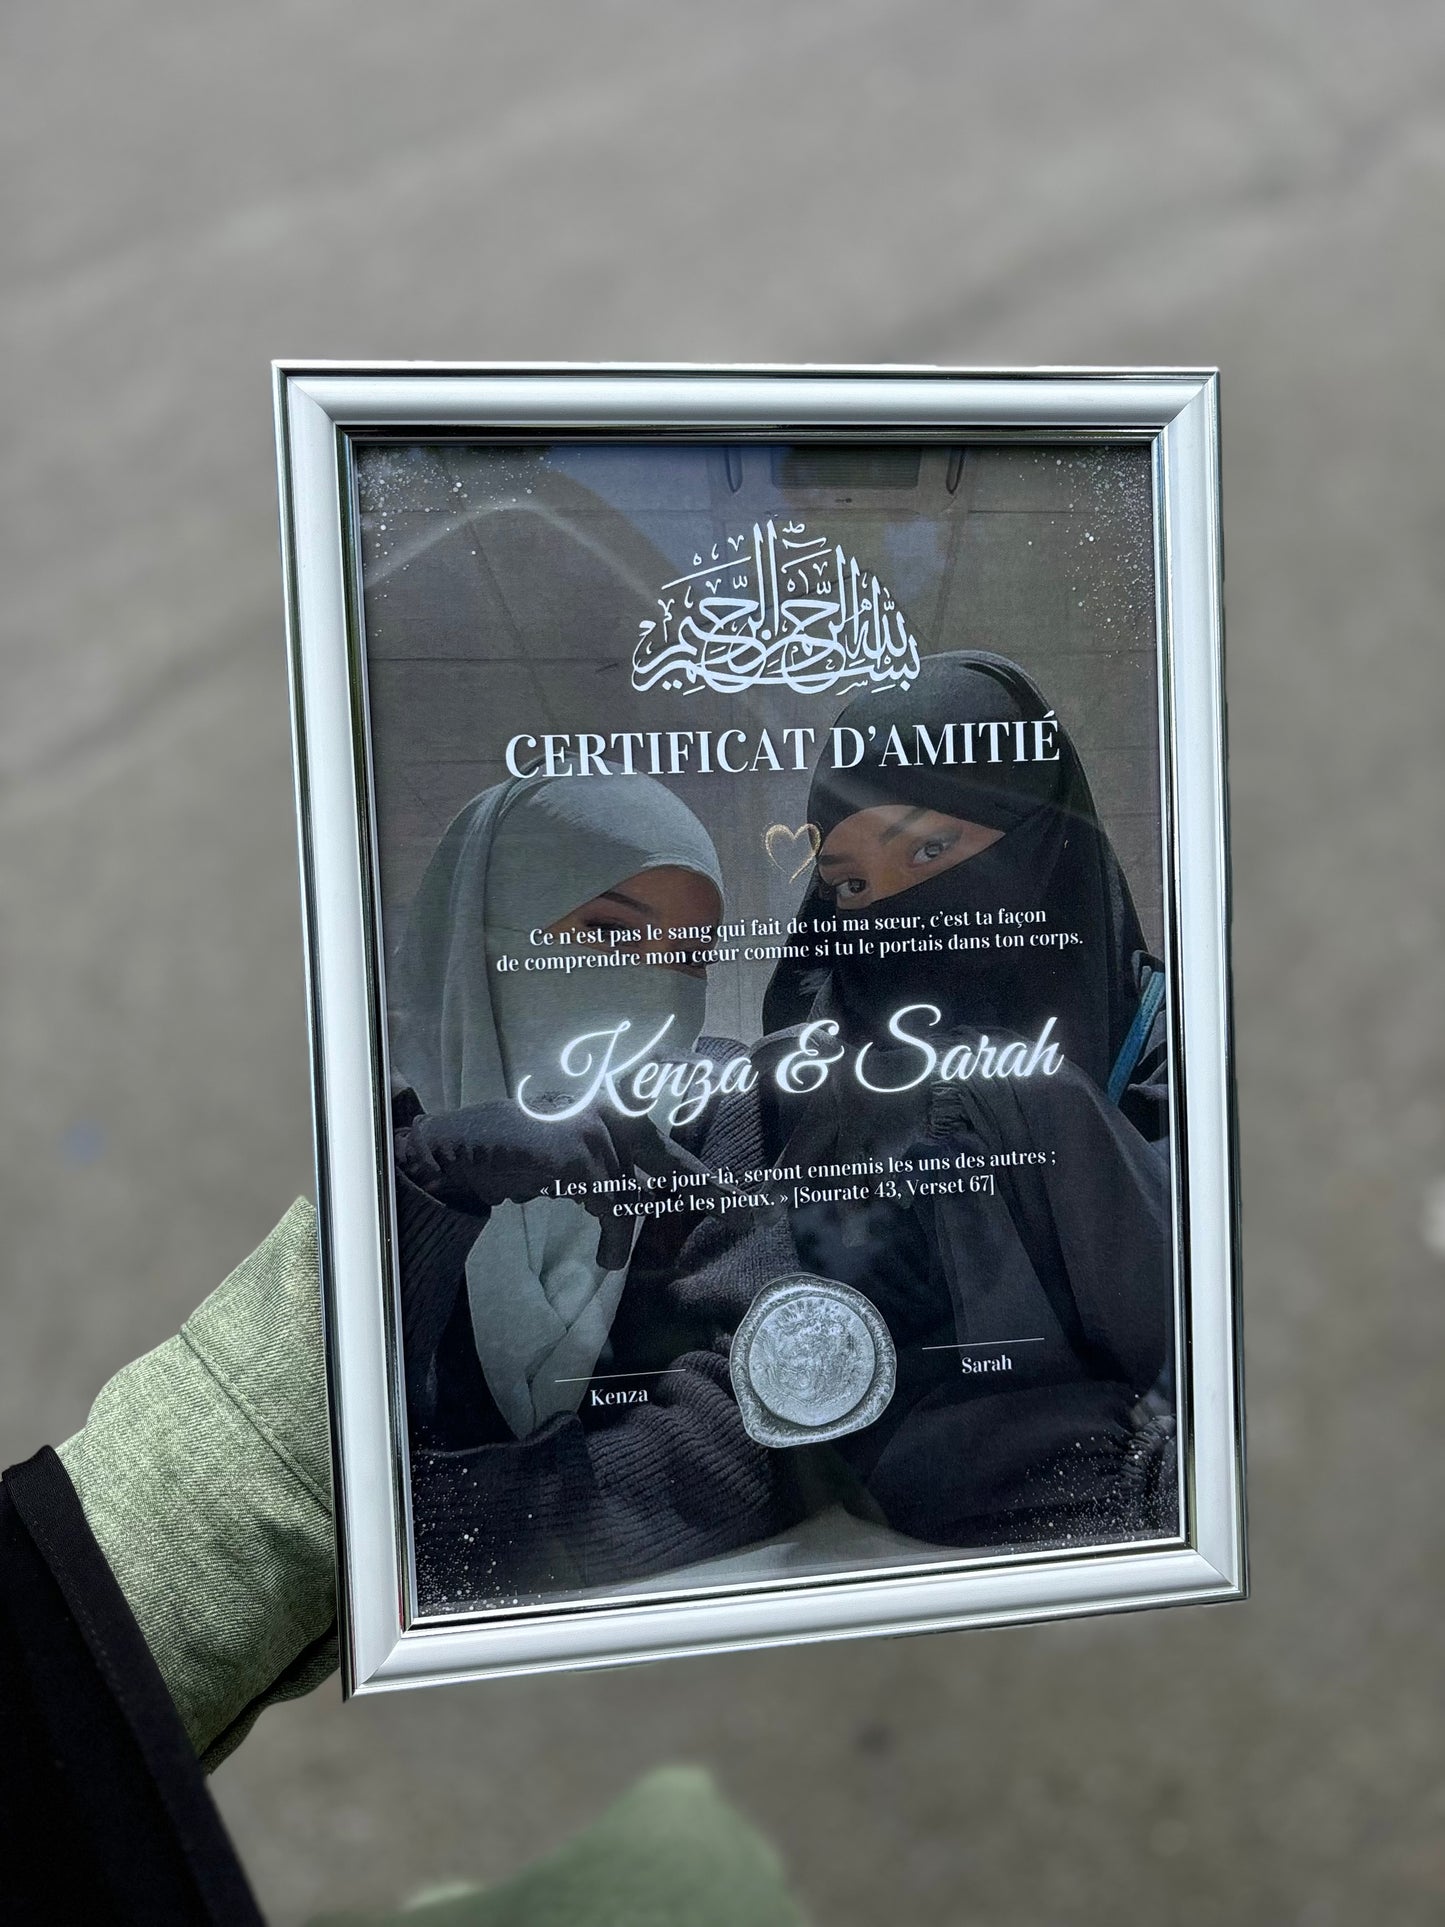 بسم الله الرحمن الرحيم
CERTIFICAT D’AMITIÉ
Ce n’est pas le sang qui fait de toi ma sœur, c’est ta façon
de comprendre mon cœur comme si tu le portais dans ton corps.
Kenza & Sarah
« Les amis, ce jour-là, seront ennemis les uns des autres ;
excepté les pieux. » [Sourate 43, Verset 67]
Kenza
Sarah